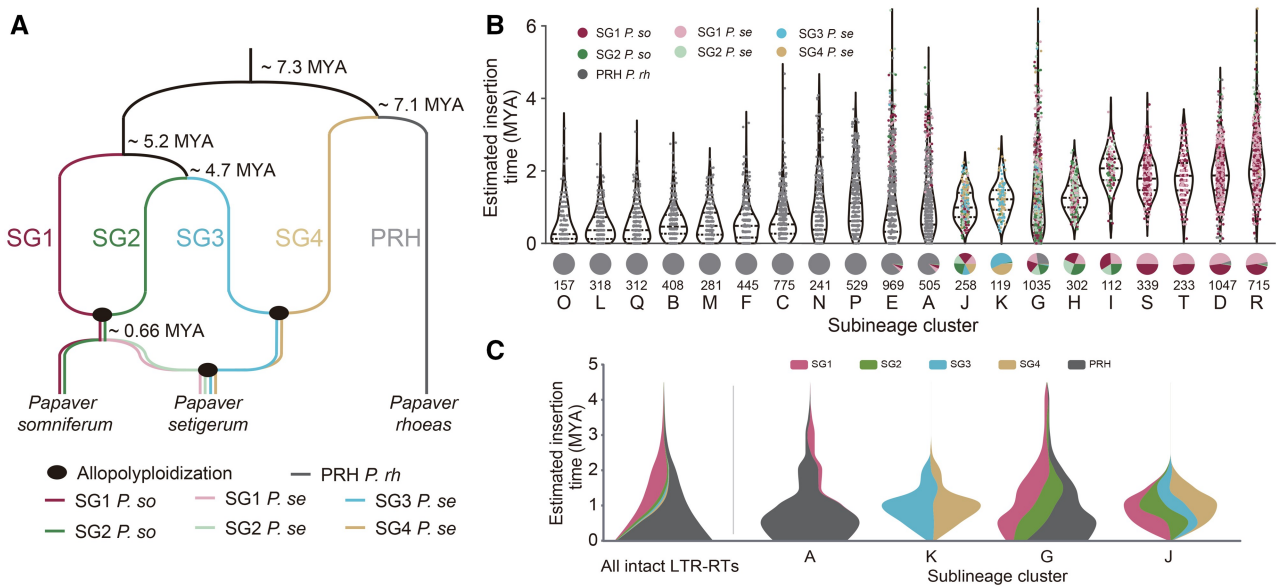 A
~ 7.3 MYA
~ 7.1 MYA
~ 5.2 MYA
~ 4.7 MYA
SG1
SG2
SG3
SG4
PRH
~ 0.66 MYA
Papaver
somniferum
Papaver
setigerum
Papaver
rhoeas
Allopolyploidization
PRH P. rh
SG1 P. so
SG1 P. se
SG3 P. se
SG2 P. so
SG2 P. se
SG4 P. se
B
Estimated insertion
time (MYA)
6
4
2
0
SG1 P. so
SG1 P. se
SG3 P. se
SG2 P. so
SG2 P. se
SG4 P. se
PRH P. rh
157 318 312 408 281 445 775 241 529 969 505 258 119 1035 302 112 339 233 1047 715
O L Q B M F C N P E A J K G H I S T D R
Subineage cluster
C
Estimated insertion
time (MYA)
5
4
3
2
1
0
SG1 SG2 SG3 SG4 PRH
All intact LTR-RTs
A K G J
Sublineage cluster